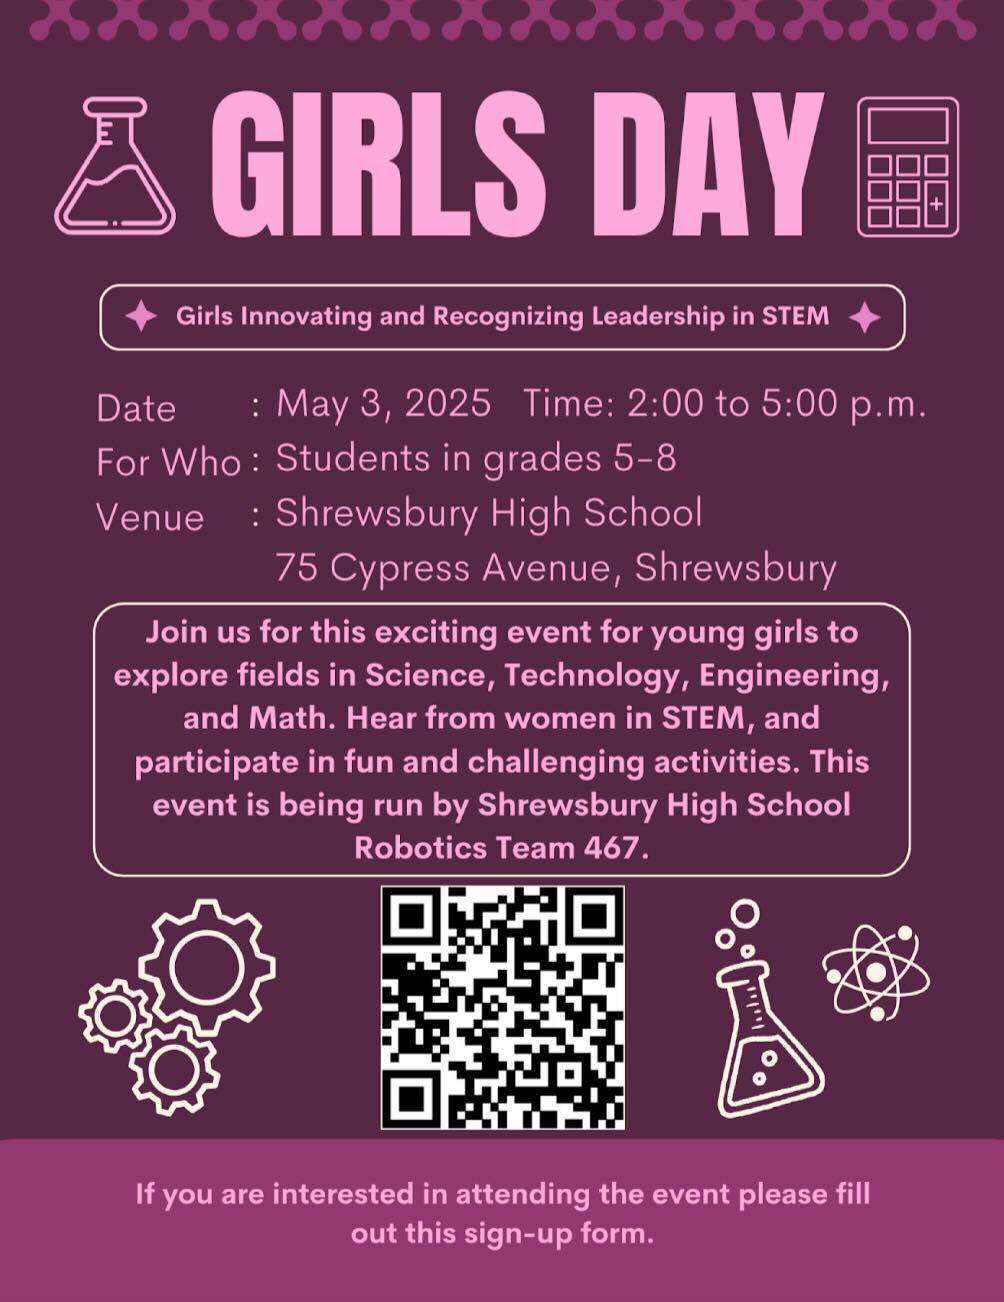 GIRLS DAY
+
Girls Innovating and Recognizing Leadership in STEM
Date : May 3, 2025 Time: 2:00 to 5:00 p.m.
For Who : Students in grades 5-8
Venue : Shrewsbury High School
75 Cypress Avenue, Shrewsbury
Join us for this exciting event for young girls to
explore fields in Science, Technology, Engineering,
and Math. Hear from women in STEM, and
participate in fun and challenging activities. This
event is being run by Shrewsbury High School
Robotics Team 467.
If you are interested in attending the event please fill
out this sign-up form.